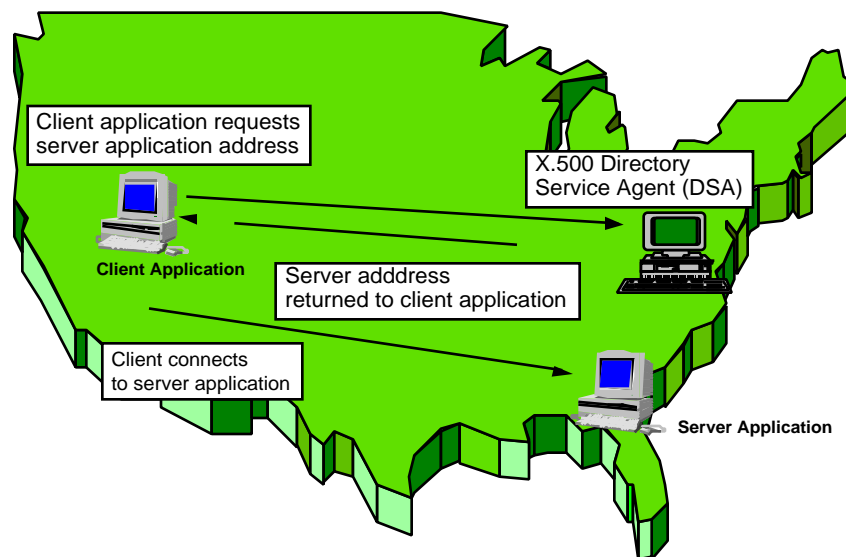 Client application requests
server application address
X.500 Directory
Service Agent (DSA)
Client Application
Server adddress
returned to client application
Client connects
to server application
Server Application